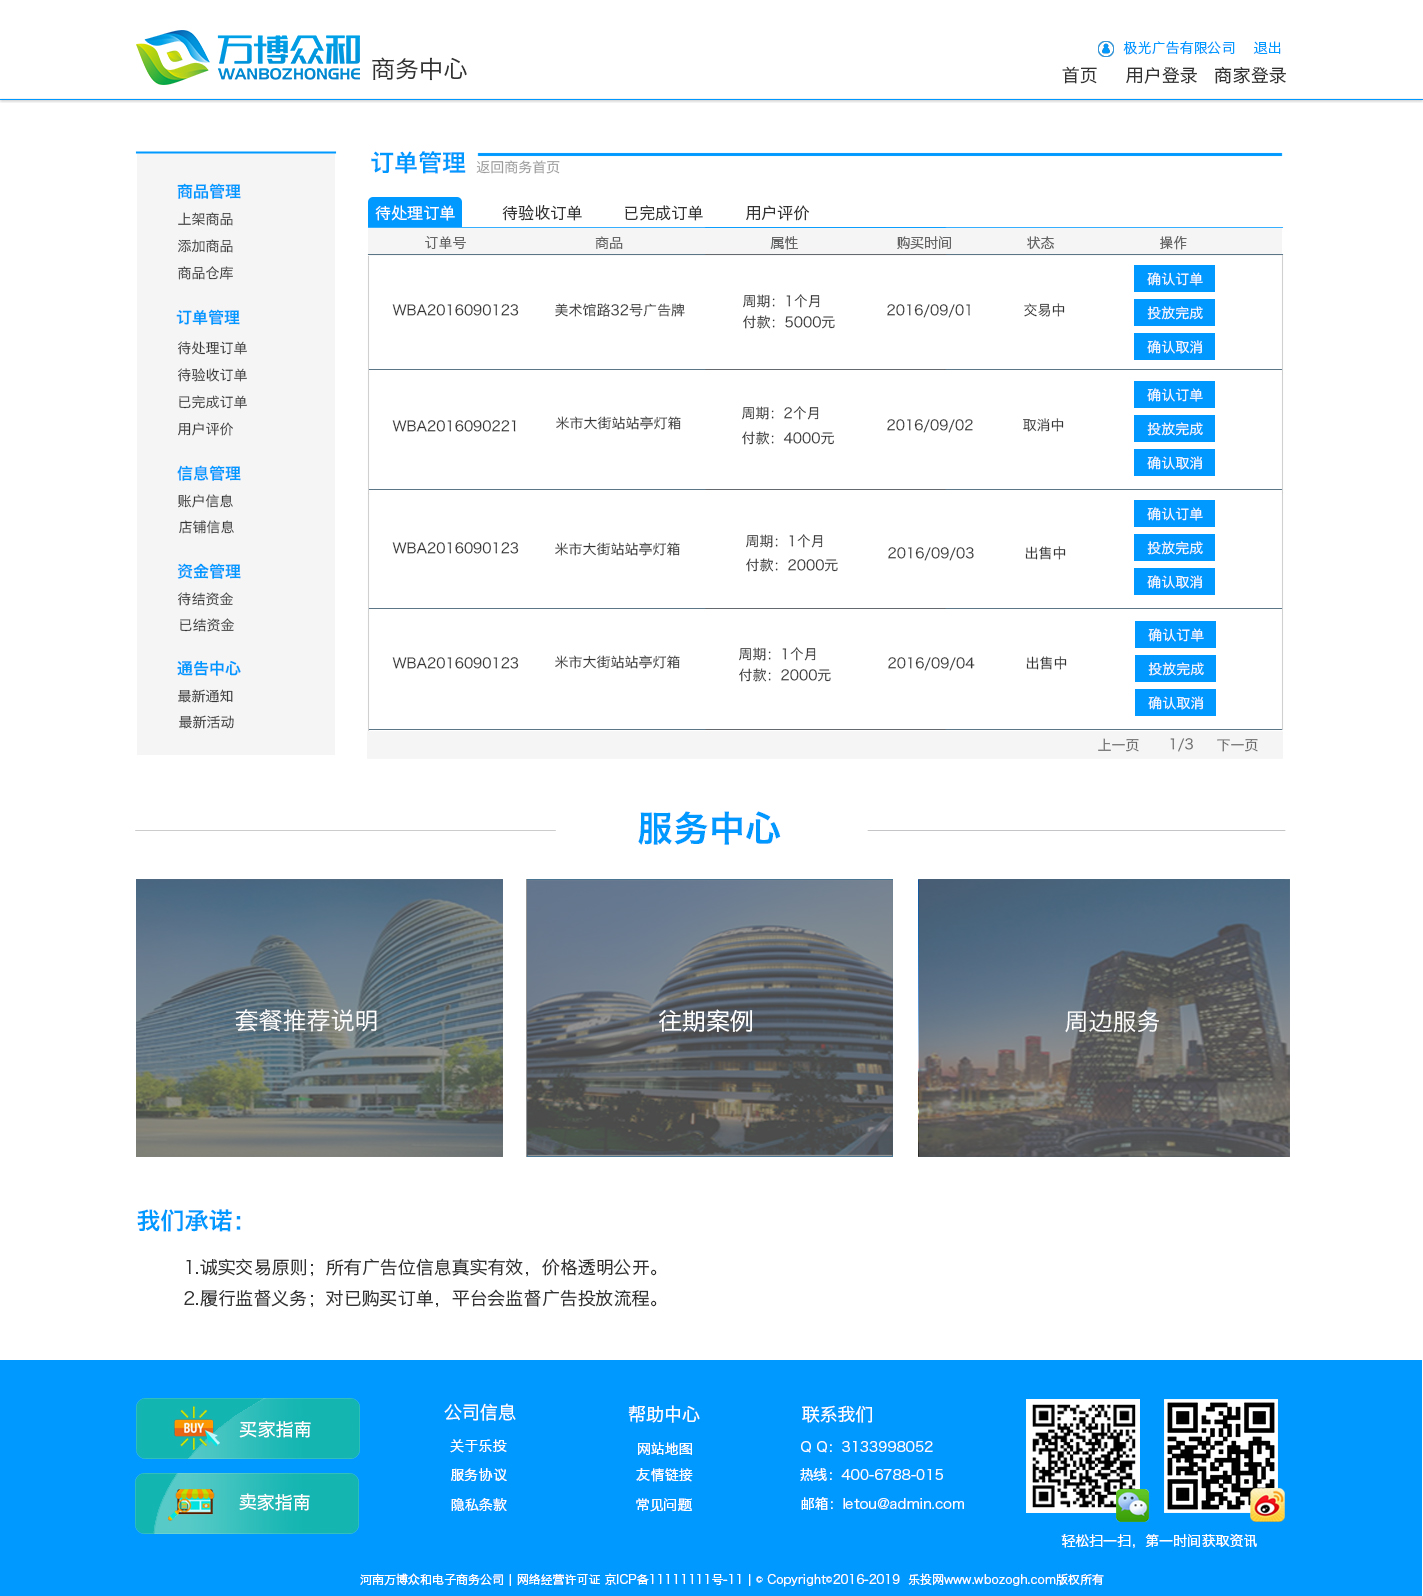 万博众和
WANBOZHONGHE
商务中心
极光广告有限公司 退出
首页 用户登录 商家登录
商品管理
上架商品
添加商品
商品仓库
订单管理
待处理订单
待验收订单
已完成订单
用户评价
信息管理
账户信息
店铺信息
资金管理
待结资金
已结资金
通告中心
最新通知
最新活动
订单管理 返回商务首页
待处理订单 待验收订单 已完成订单 用户评价
订单号 商品 属性 购买时间 状态 操作
WBA2016090123 美术馆路32号广告牌 周期：1个月 2016/09/01 交易中
付款：5000元
确认订单
投放完成
确认取消
WBA2016090221 米市大街站站亭灯箱 周期：2个月 2016/09/02 取消中
付款：4000元
确认订单
投放完成
确认取消
WBA2016090123 米市大街站站亭灯箱 周期：1个月 2016/09/03 出售中
付款：2000元
确认订单
投放完成
确认取消
WBA2016090123 米市大街站站亭灯箱 周期：1个月 2016/09/04 出售中
付款：2000元
确认订单
投放完成
确认取消
上一页 1/3 下一页
服务中心
套餐推荐说明
往期案例
周边服务
我们承诺：
1.诚实交易原则；所有广告位信息真实有效，价格透明公开。
2.履行监督义务；对已购买订单，平台会监督广告投放流程。
BUY 买家指南
卖家指南
公司信息
关于乐投
服务协议
隐私条款
帮助中心
网站地图
友情链接
常见问题
联系我们
Q Q：3133998052
热线：400-6788-015
邮箱：letou@admin.com
轻松扫一扫，第一时间获取资讯
河南万博众和电子商务公司 | 网络经营许可证 京ICP备11111111号-11 | © Copyright©2016-2019 乐投网www.wbozogh.com版权所有